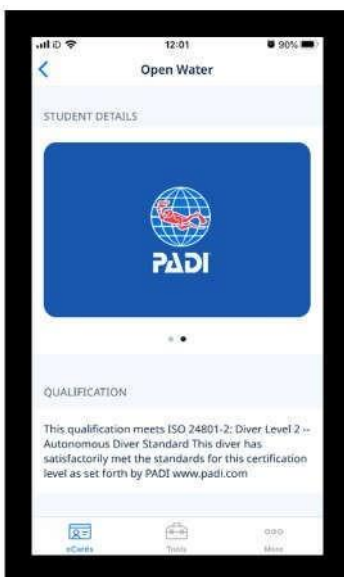 12:01
90%
Open Water
STUDENT DETAILS
PADI
QUALIFICATION
This qualification meets ISO 24801-2: Diver Level 2 --
Autonomous Diver Standard This diver has
satisfactorily met the standards for this certification
level as set forth by PADI www.padi.com
eCards
Tools
More